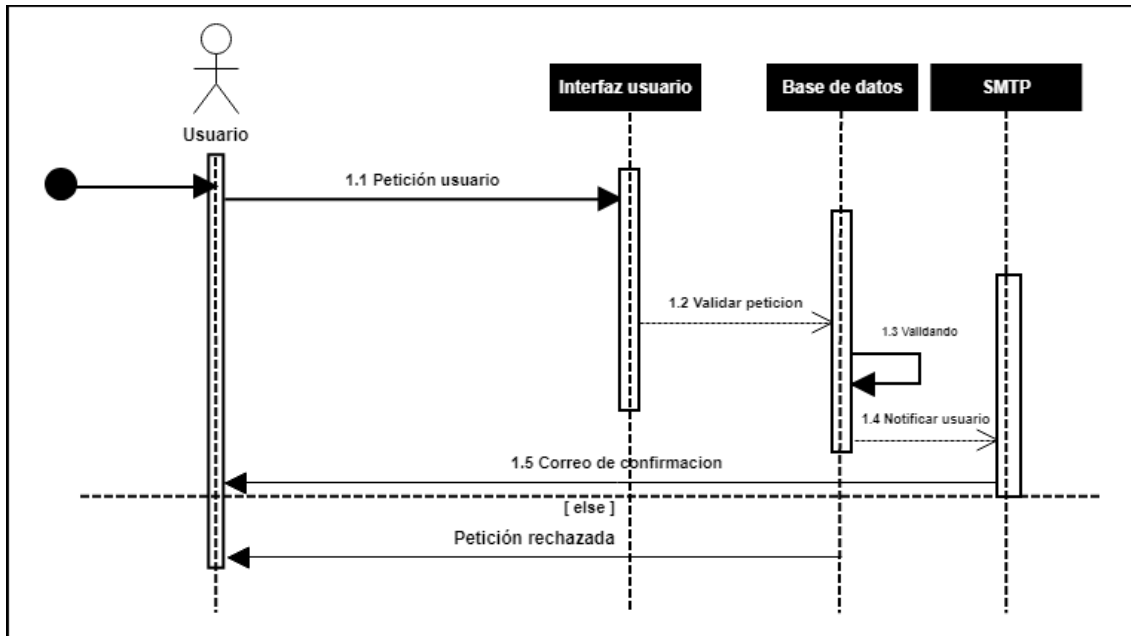 Usuario
Interfaz usuario
Base de datos
SMTP
1.1 Petición usuario
1.2 Validar peticion
1.3 Validando
1.4 Notificar usuario
1.5 Correo de confirmacion
[ else ]
Petición rechazada